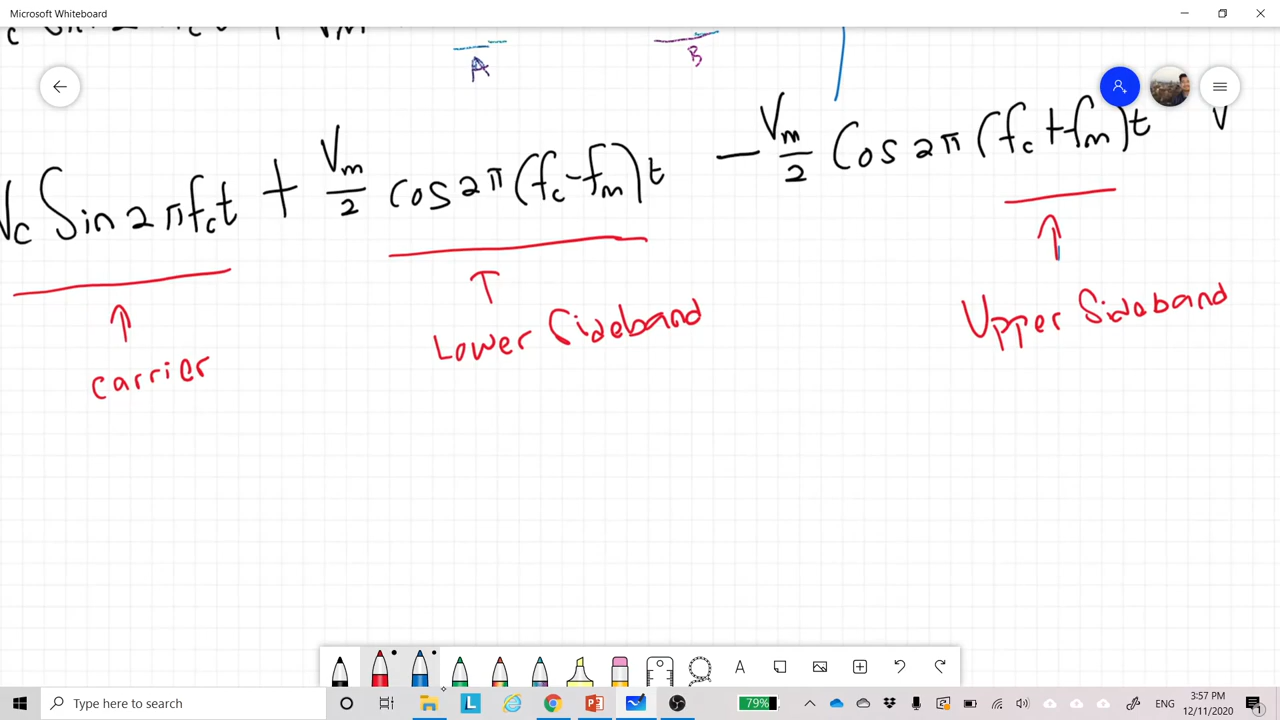 Microsoft Whiteboard
A
B
Vc Sin 2πfct + Vm/2 cos 2π(fc-fm)t - Vm/2 Cos 2π(fc+fm)t V
carrier
Lower Sideband
Upper Sideband
A
Type here to search
L
79%
ENG
3:57 PM
12/11/2020
1